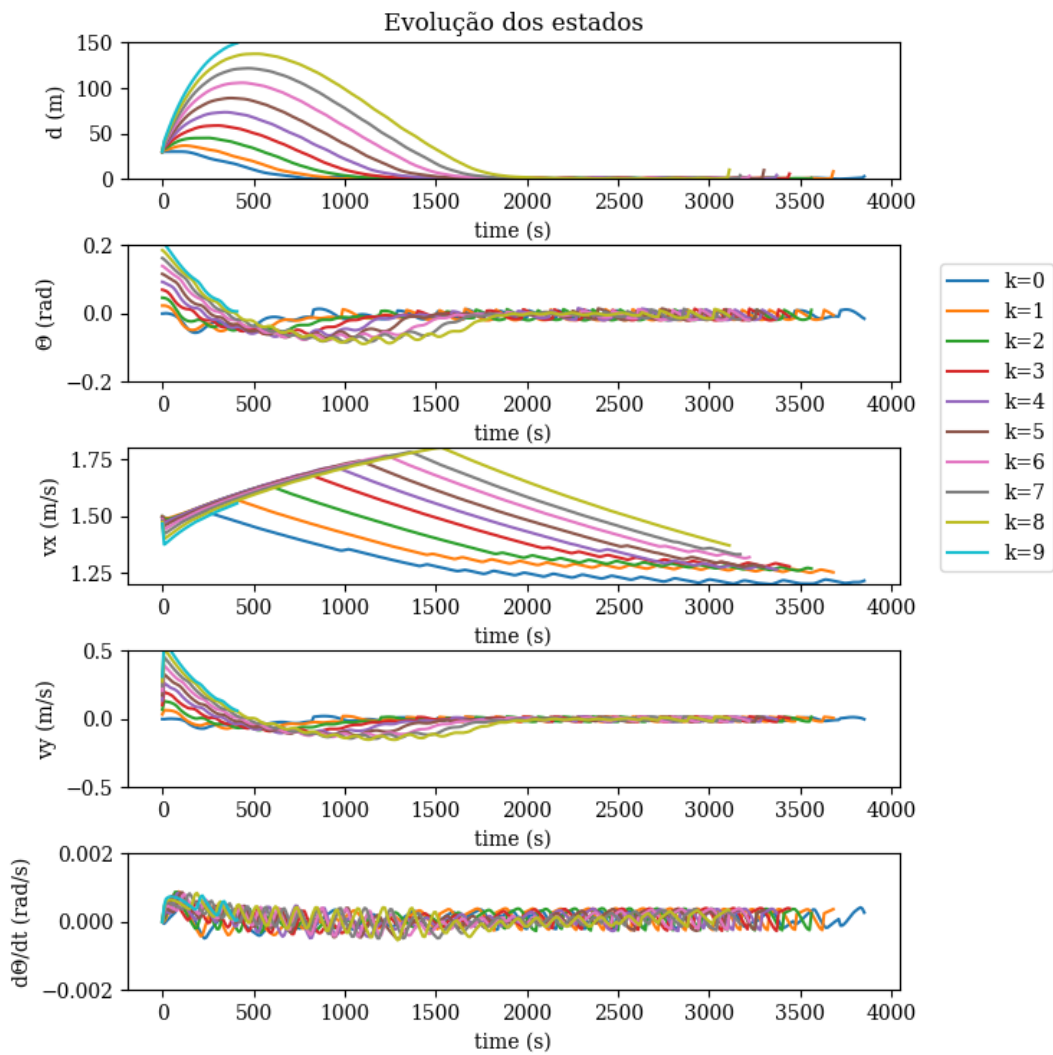 Evolução dos estados
150
100
50
0
d (m)
0 500 1000 1500 2000 2500 3000 3500 4000
time (s)
0.2
0.0
−0.2
Θ (rad)
0 500 1000 1500 2000 2500 3000 3500 4000
time (s)
1.75
1.50
1.25
vx (m/s)
0 500 1000 1500 2000 2500 3000 3500 4000
time (s)
0.5
0.0
−0.5
vy (m/s)
0 500 1000 1500 2000 2500 3000 3500 4000
time (s)
0.002
0.000
−0.002
dΘ/dt (rad/s)
0 500 1000 1500 2000 2500 3000 3500 4000
time (s)
k=0
k=1
k=2
k=3
k=4
k=5
k=6
k=7
k=8
k=9